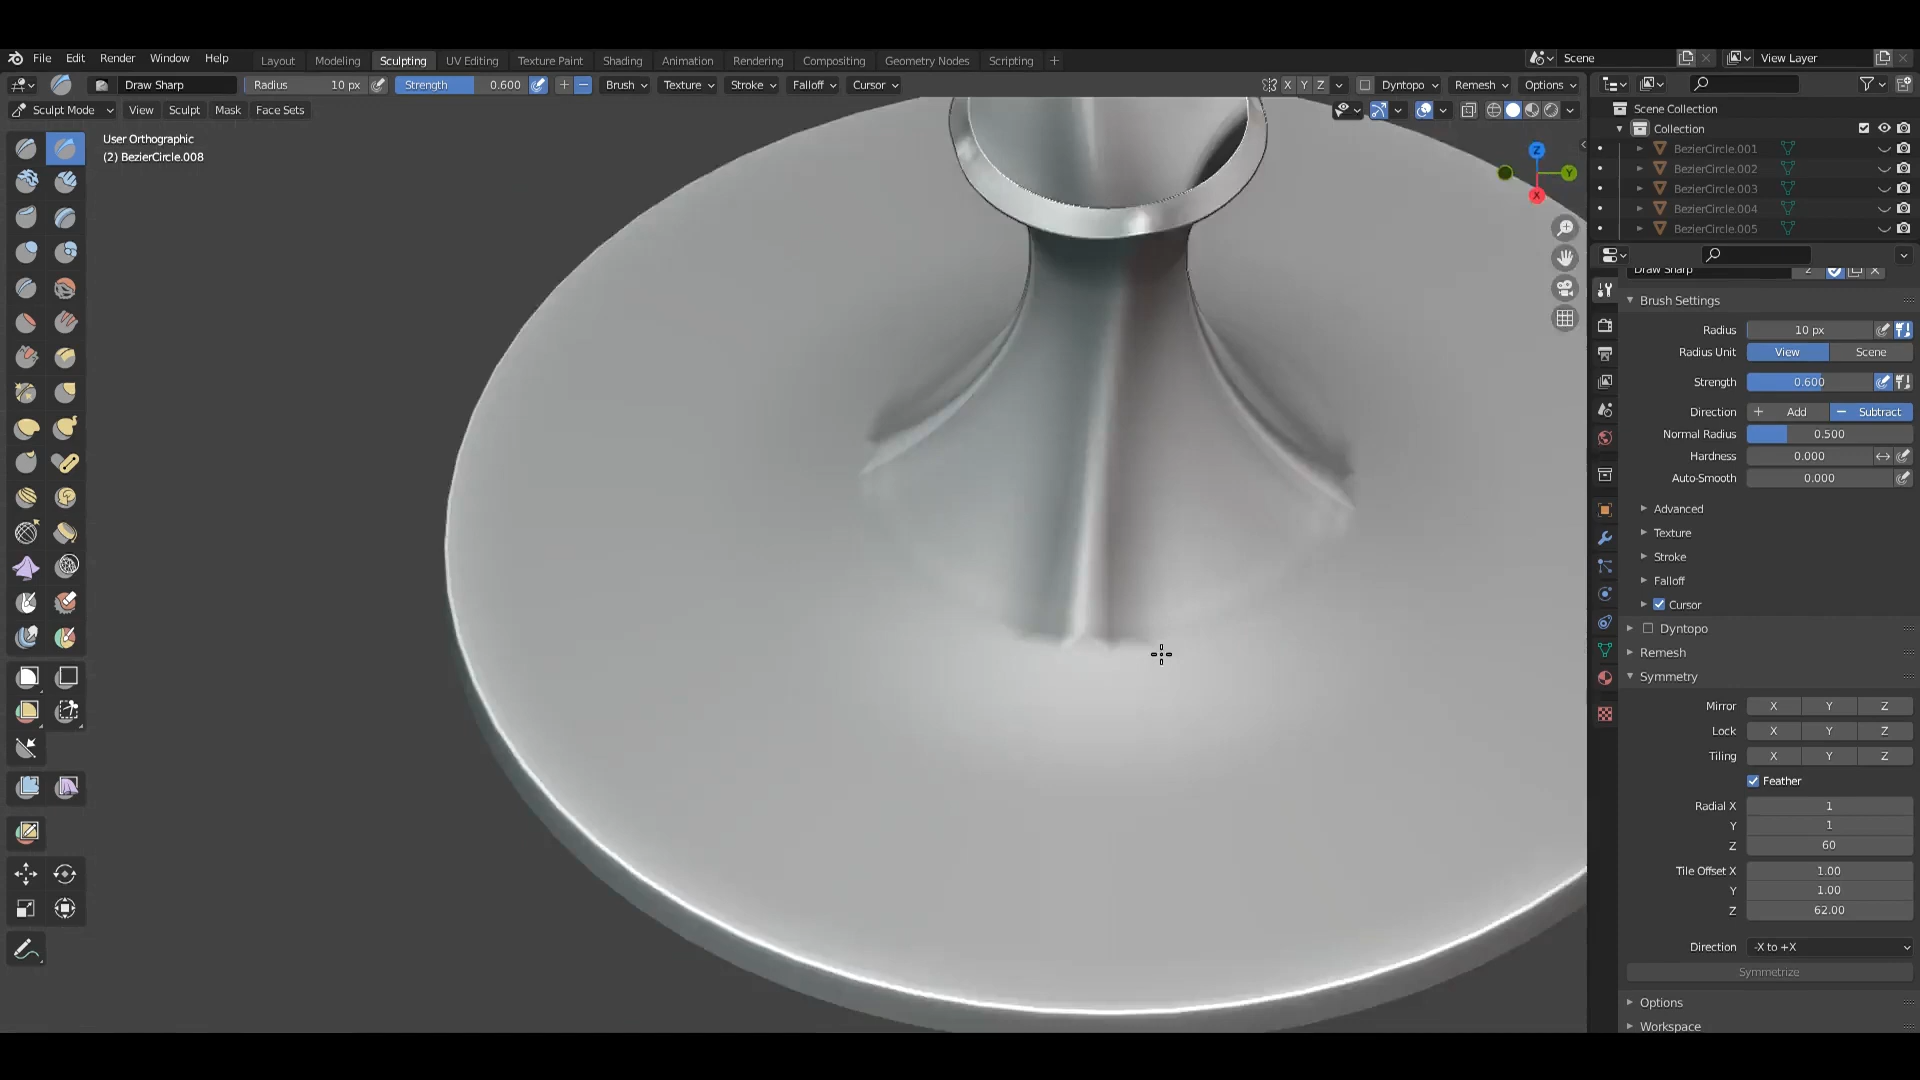 File Edit Render Window Help Layout Modeling Sculpting UV Editing Texture Paint Shading Animation Rendering Compositing Geometry Nodes Scripting + Scene View Layer
Draw Sharp Radius 10 px Strength 0.600 Brush Texture Stroke Falloff Cursor X Y Z Dyntopo Remesh Options
Sculpt Mode View Sculpt Mask Face Sets
User Orthographic
(2) BezierCircle.008
Z
Y
X
Scene Collection
Collection
BezierCircle.001
BezierCircle.002
BezierCircle.003
BezierCircle.004
BezierCircle.005
Draw Sharp 2
Brush Settings
Radius 10 px
Radius Unit View Scene
Strength 0.600
Direction + Add − Subtract
Normal Radius 0.500
Hardness 0.000
Auto-Smooth 0.000
Advanced
Texture
Stroke
Falloff
Cursor
Dyntopo
Remesh
Symmetry
Mirror X Y Z
Lock X Y Z
Tiling X Y Z
Feather
Radial X 1
Y 1
Z 60
Tile Offset X 1.00
Y 1.00
Z 62.00
Direction -X to +X
Symmetrize
Options
Workspace